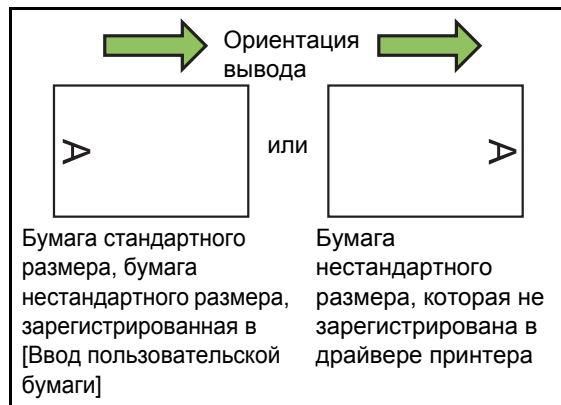 Ориентация
вывода
A
или
A
Бумага стандартного
размера, бумага
нестандартного размера,
зарегистрированная в
[Ввод пользовательской
бумаги]
Бумага
нестандартного
размера, которая не
зарегистрирована в
драйвере принтера